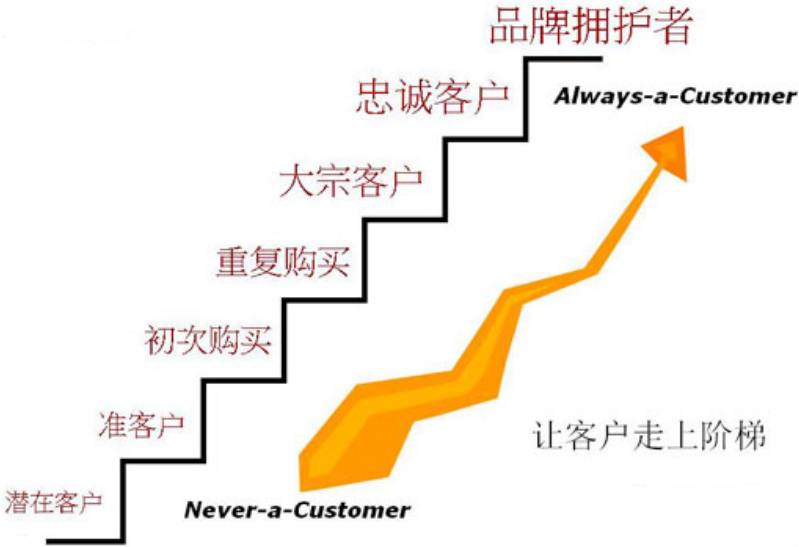 品牌拥护者
忠诚客户
Always-a-Customer
大宗客户
重复购买
初次购买
准客户
让客户走上阶梯
潜在客户
Never-a-Customer